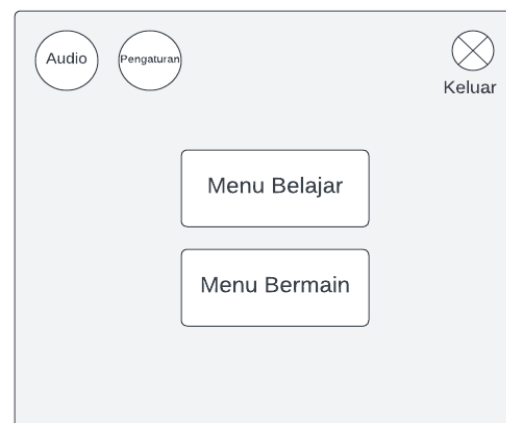 Audio
Pengaturan
Keluar
Menu Belajar
Menu Bermain